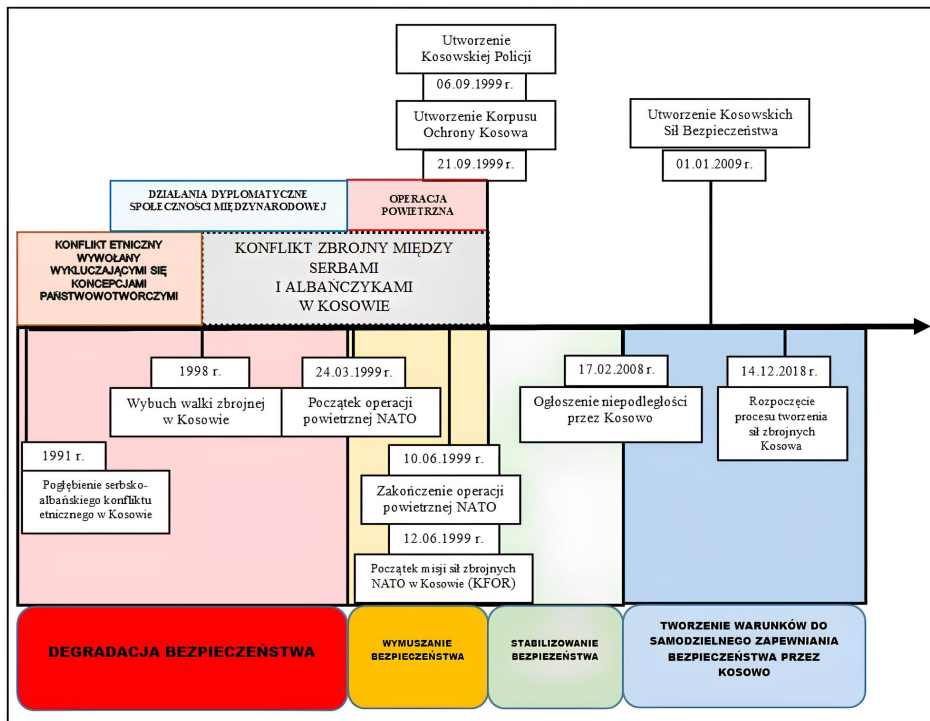 Utworzenie
Kosowskiej Policji
06.09.1999 r.
Utworzenie Korpusu
Ochrony Kosowa
21.09.1999 r.
Utworzenie Kosowskich
Sił Bezpieczeństwa
01.01.2009 r.
DZIAŁANIA DYPLOMATYCZNE
SPOŁECZNOŚCI MIĘDZYNARODOWEJ
OPERACJA
POWIETRZNA
KONFLIKT ETNICZNY
WYWOŁANY
WYKLUCZAJĄCYMI SIĘ
KONCEPCJAMI
PAŃSTWOWOTWÓRCZYMI
KONFLIKT ZBROJNY MIĘDZY
SERBAMI
I ALBAŃCZYKAMI
W KOSOWIE
1998 r.
Wybuch walki zbrojnej
w Kosowie
24.03.1999 r.
Początek operacji
powietrznej NATO
17.02.2008 r.
Ogłoszenie niepodległości
przez Kosowo
14.12.2018 r.
Rozpoczęcie
procesu tworzenia
sił zbrojnych
Kosowa
1991 r.
Pogłębienie serbsko-
albańskiego konfliktu
etnicznego w Kosowie
10.06.1999 r.
Zakończenie operacji
powietrznej NATO
12.06.1999 r.
Początek misji sił zbrojnych
NATO w Kosowie (KFOR)
DEGRADACJA BEZPIECZEŃSTWA
WYMUSZANIE
BEZPIECZEŃSTWA
STABILIZOWANIE
BEZPIEZEŃSTWA
TWORZENIE WARUNKÓW DO
SAMODZIELNEGO ZAPEWNIANIA
BEZPIECZEŃSTWA PRZEZ
KOSOWO